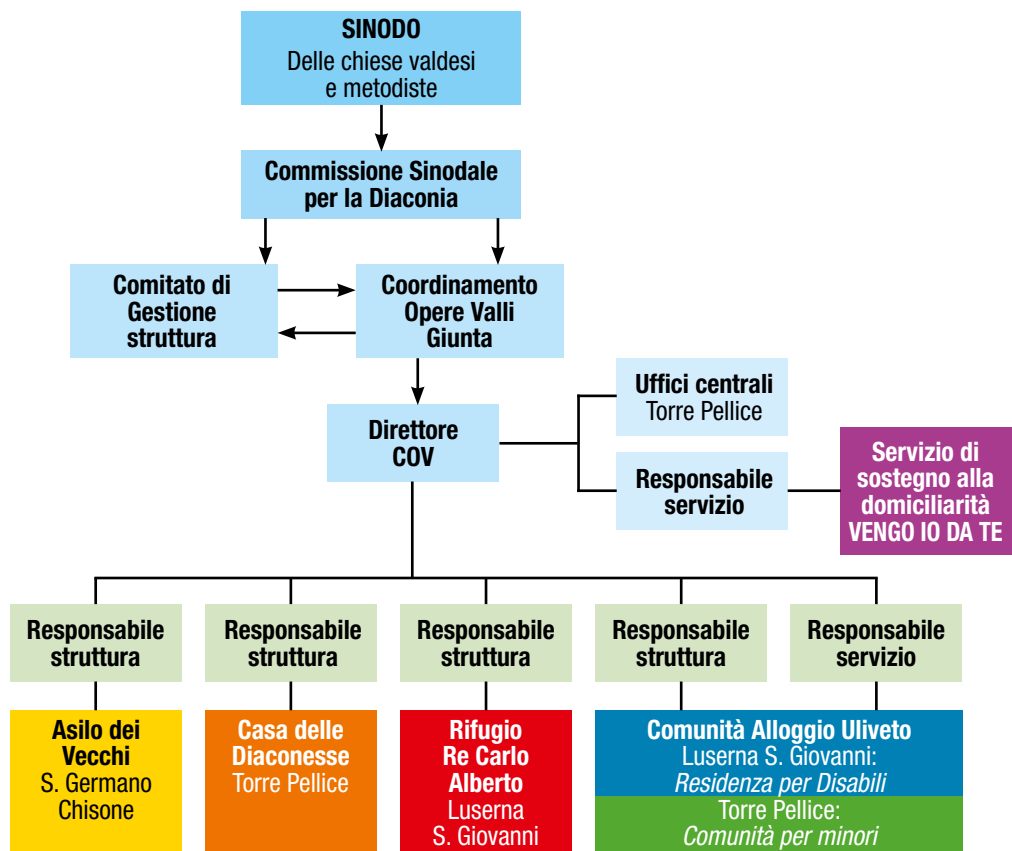 SINODO
Delle chiese valdesi
e metodiste
Commissione Sinodale
per la Diaconia
Comitato di
Gestione
struttura
Coordinamento
Opere Valli
Giunta
Direttore
COV
Uffici centrali
Torre Pellice
Responsabile
servizio
Servizio di
sostegno alla
domiciliarità
VENGO IO DA TE
Responsabile
struttura
Responsabile
struttura
Responsabile
struttura
Responsabile
struttura
Responsabile
servizio
Asilo dei
Vecchi
S. Germano
Chisone
Casa delle
Diaconesse
Torre Pellice
Rifugio
Re Carlo
Alberto
Luserna
S. Giovanni
Comunità Alloggio Uliveto
Luserna S. Giovanni:
Residenza per Disabili
Torre Pellice:
Comunità per minori